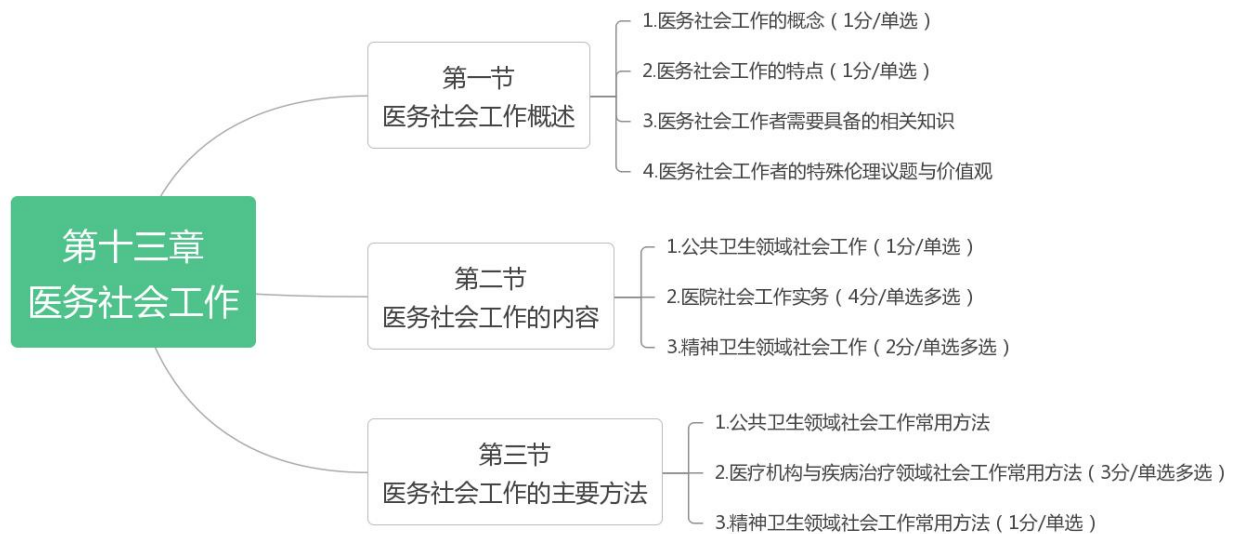 第十三章
医务社会工作
第一节
医务社会工作概述
1.医务社会工作的概念（1分/单选）
2.医务社会工作的特点（1分/单选）
3.医务社会工作者需要具备的相关知识
4.医务社会工作者的特殊伦理议题与价值观
第二节
医务社会工作的内容
1.公共卫生领域社会工作（1分/单选）
2.医院社会工作实务（4分/单选多选）
3.精神卫生领域社会工作（2分/单选多选）
第三节
医务社会工作的主要方法
1.公共卫生领域社会工作常用方法
2.医疗机构与疾病治疗领域社会工作常用方法（3分/单选多选）
3.精神卫生领域社会工作常用方法（1分/单选）